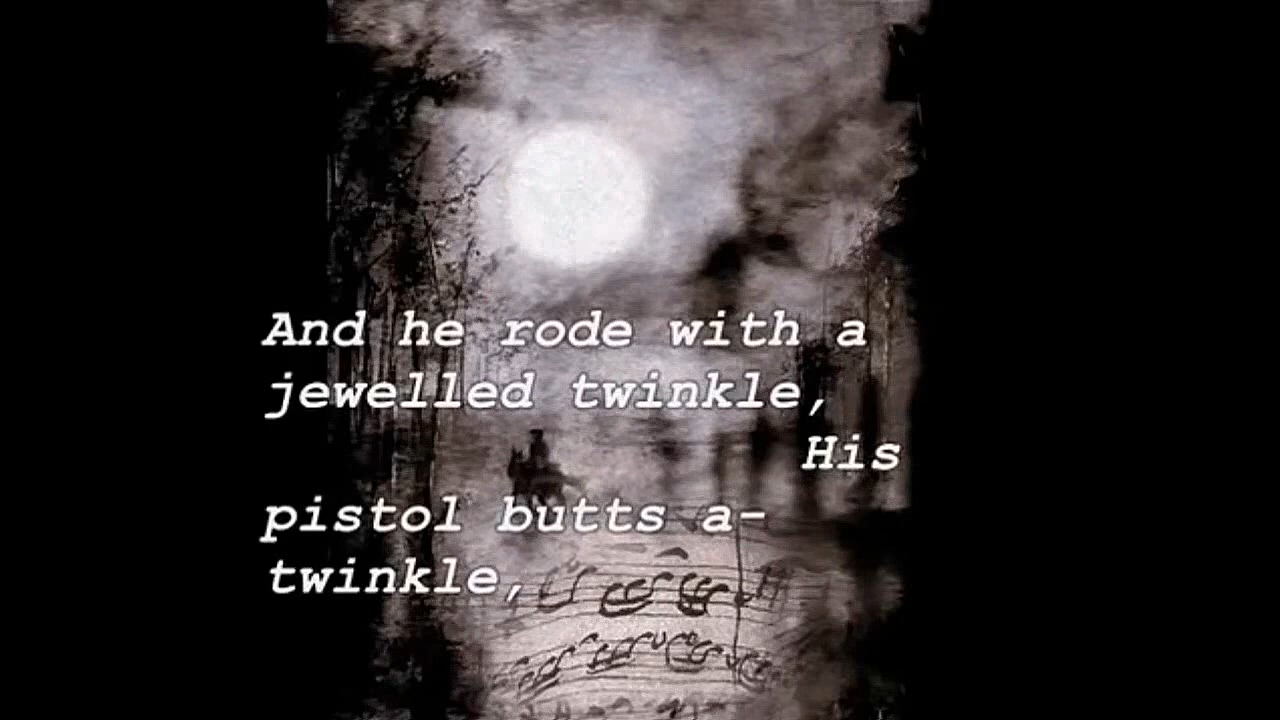 And he rode with a
jewelled twinkle,
His
pistol butts a-
twinkle,